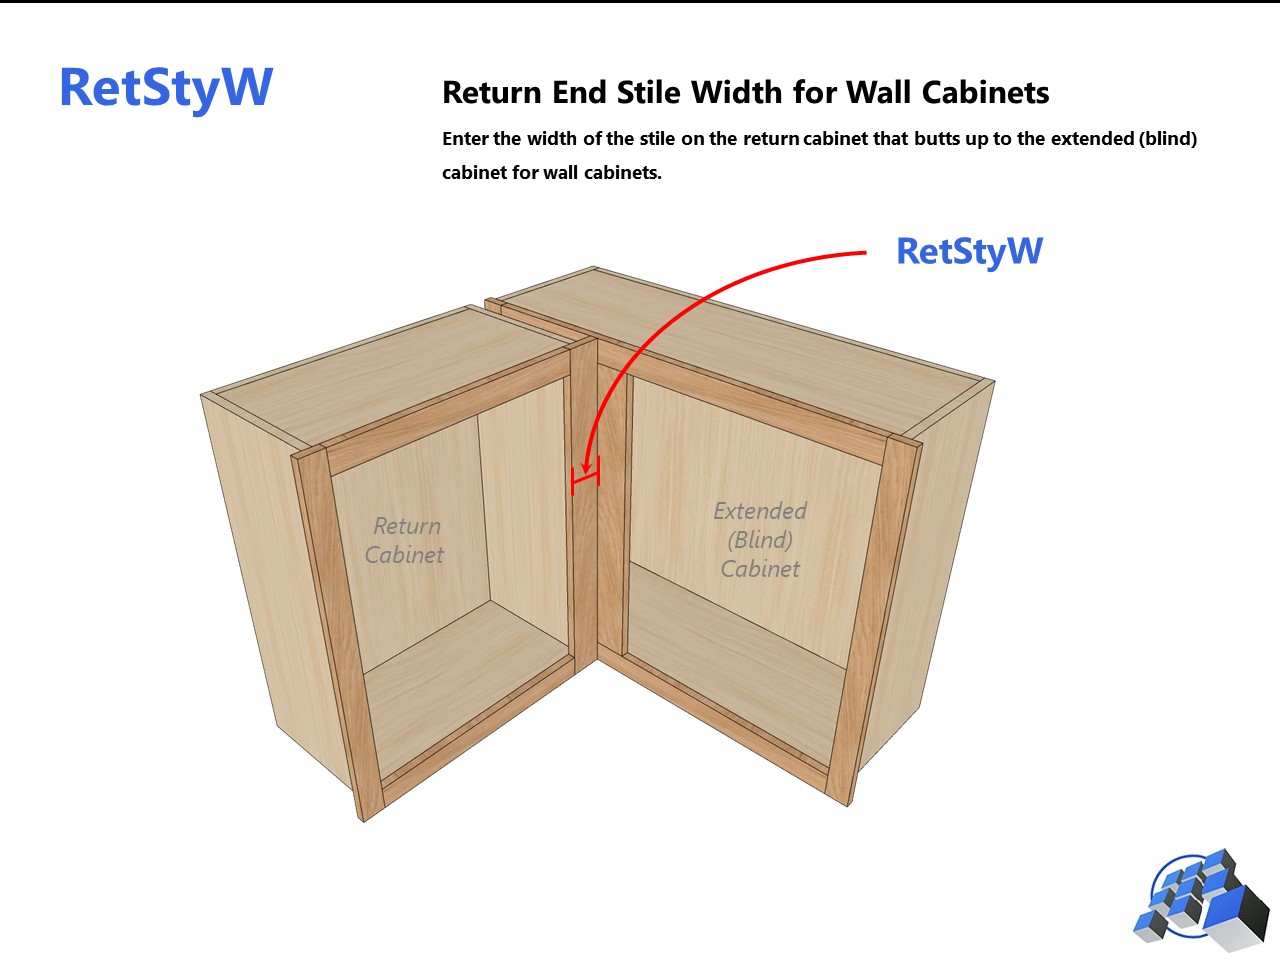 RetStyW
Return End Stile Width for Wall Cabinets
Enter the width of the stile on the return cabinet that butts up to the extended (blind)
cabinet for wall cabinets.
RetStyW
Return
Cabinet
Extended
(Blind)
Cabinet